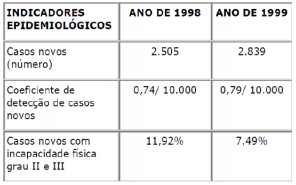 INDICADORES EPIDEMIOLÓGICOS ANO DE 1998 ANO DE 1999
Casos novos (número) 2.505 2.839
Coeficiente de detecção de casos novos 0,74/ 10.000 0,79/ 10.000
Casos novos com incapacidade física grau II e III 11,92% 7,49%